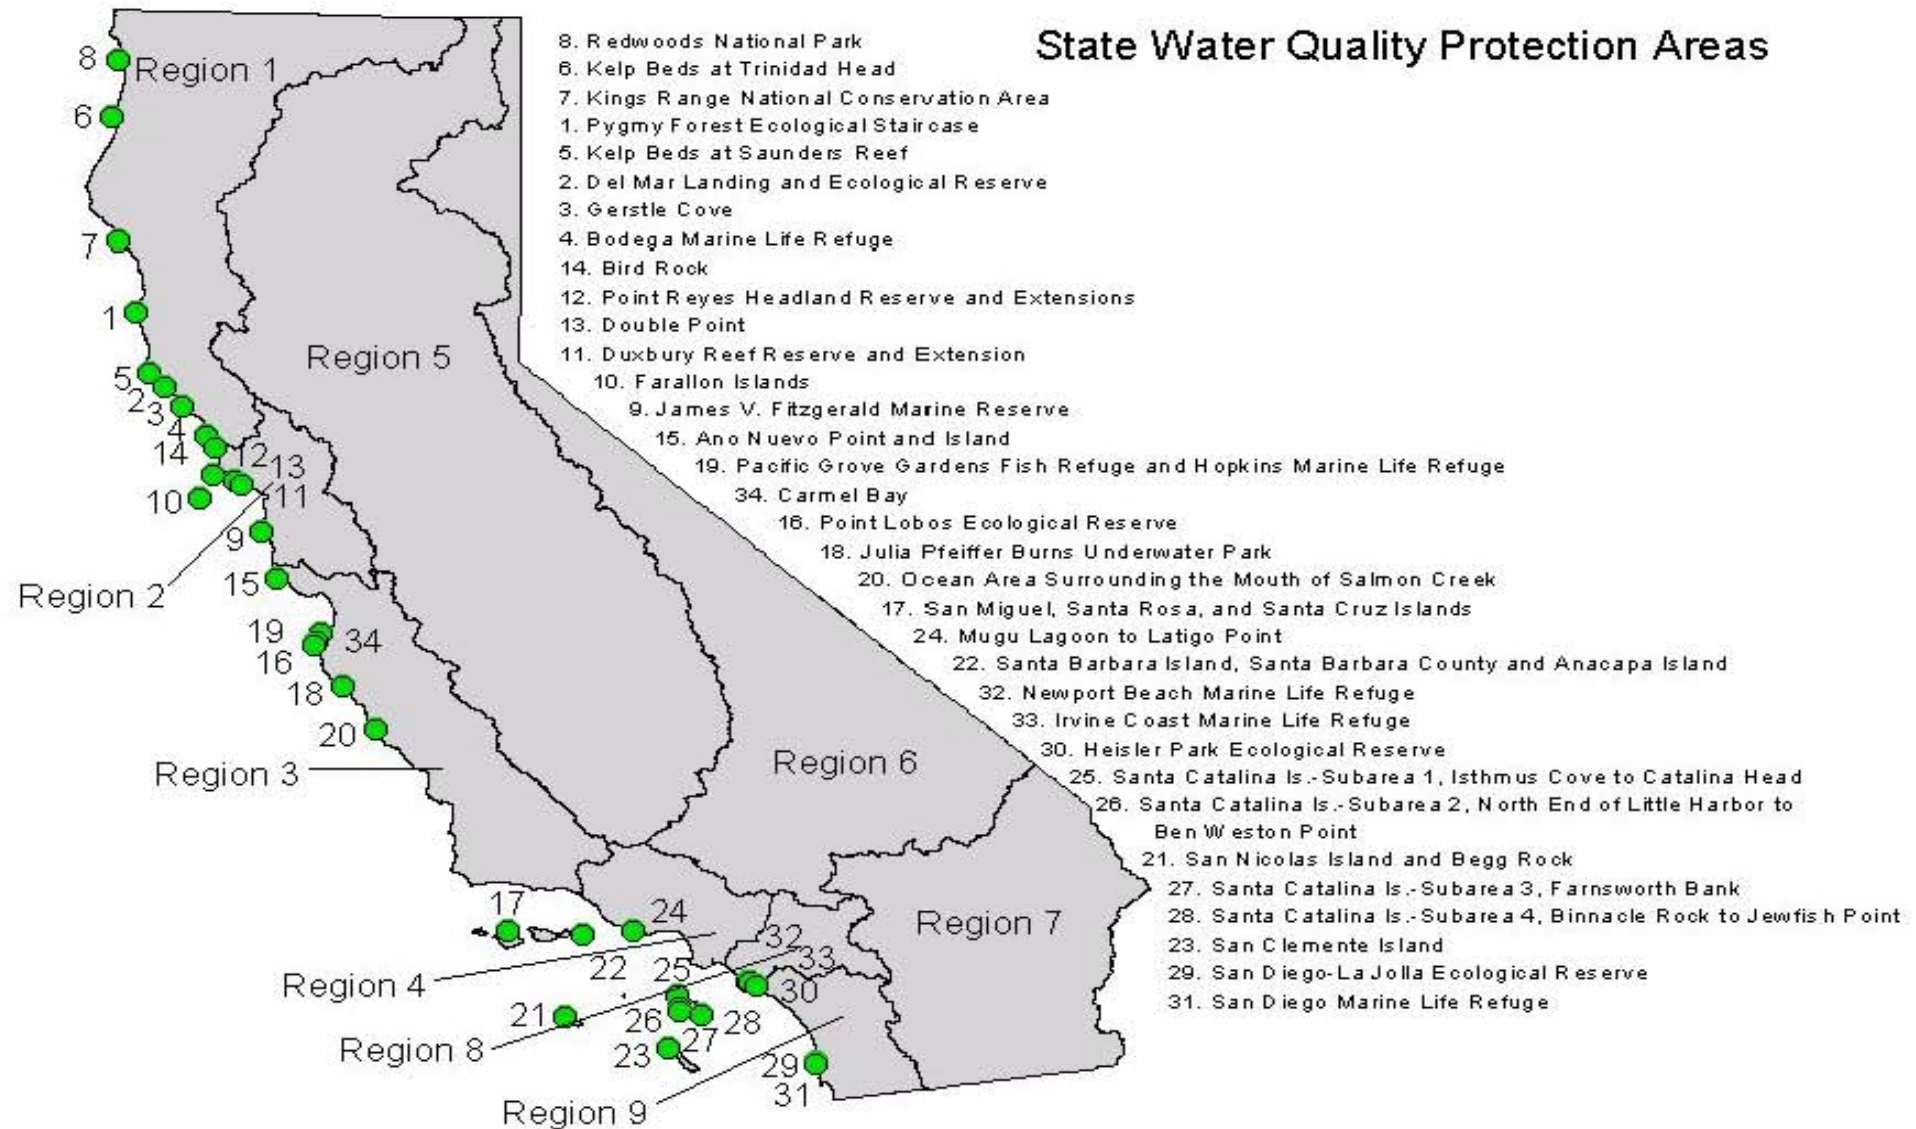 State Water Quality Protection Areas
8. Redwoods National Park
6. Kelp Beds at Trinidad Head
7. Kings Range National Conservation Area
1. Pygmy Forest Ecological Staircase
5. Kelp Beds at Saunders Reef
2. Del Mar Landing and Ecological Reserve
3. Gerstle Cove
4. Bodega Marine Life Refuge
14. Bird Rock
12. Point Reyes Headland Reserve and Extensions
13. Double Point
11. Duxbury Reef Reserve and Extension
10. Farallon Islands
9. James V. Fitzgerald Marine Reserve
15. Ano Nuevo Point and Island
19. Pacific Grove Gardens Fish Refuge and Hopkins Marine Life Refuge
34. Carmel Bay
16. Point Lobos Ecological Reserve
18. Julia Pfeiffer Burns Underwater Park
20. Ocean Area Surrounding the Mouth of Salmon Creek
17. San Miguel, Santa Rosa, and Santa Cruz Islands
24. Mugu Lagoon to Latigo Point
22. Santa Barbara Island, Santa Barbara County and Anacapa Island
32. Newport Beach Marine Life Refuge
33. Irvine Coast Marine Life Refuge
30. Heisler Park Ecological Reserve
25. Santa Catalina Is.-Subarea 1, Isthmus Cove to Catalina Head
26. Santa Catalina Is.-Subarea 2, North End of Little Harbor to
Ben Weston Point
21. San Nicolas Island and Begg Rock
27. Santa Catalina Is.-Subarea 3, Farnsworth Bank
28. Santa Catalina Is.-Subarea 4, Binnacle Rock to Jewfish Point
23. San Clemente Island
29. San Diego-La Jolla Ecological Reserve
31. San Diego Marine Life Refuge
8
Region 1
6
7
1
5
Region 5
2
3
4
14
12
13
10
11
9
15
Region 2
19
34
16
18
20
Region 3
Region 6
17
24
Region 7
32
33
22
25
Region 4
30
21
26
28
27
Region 8
23
29
31
Region 9